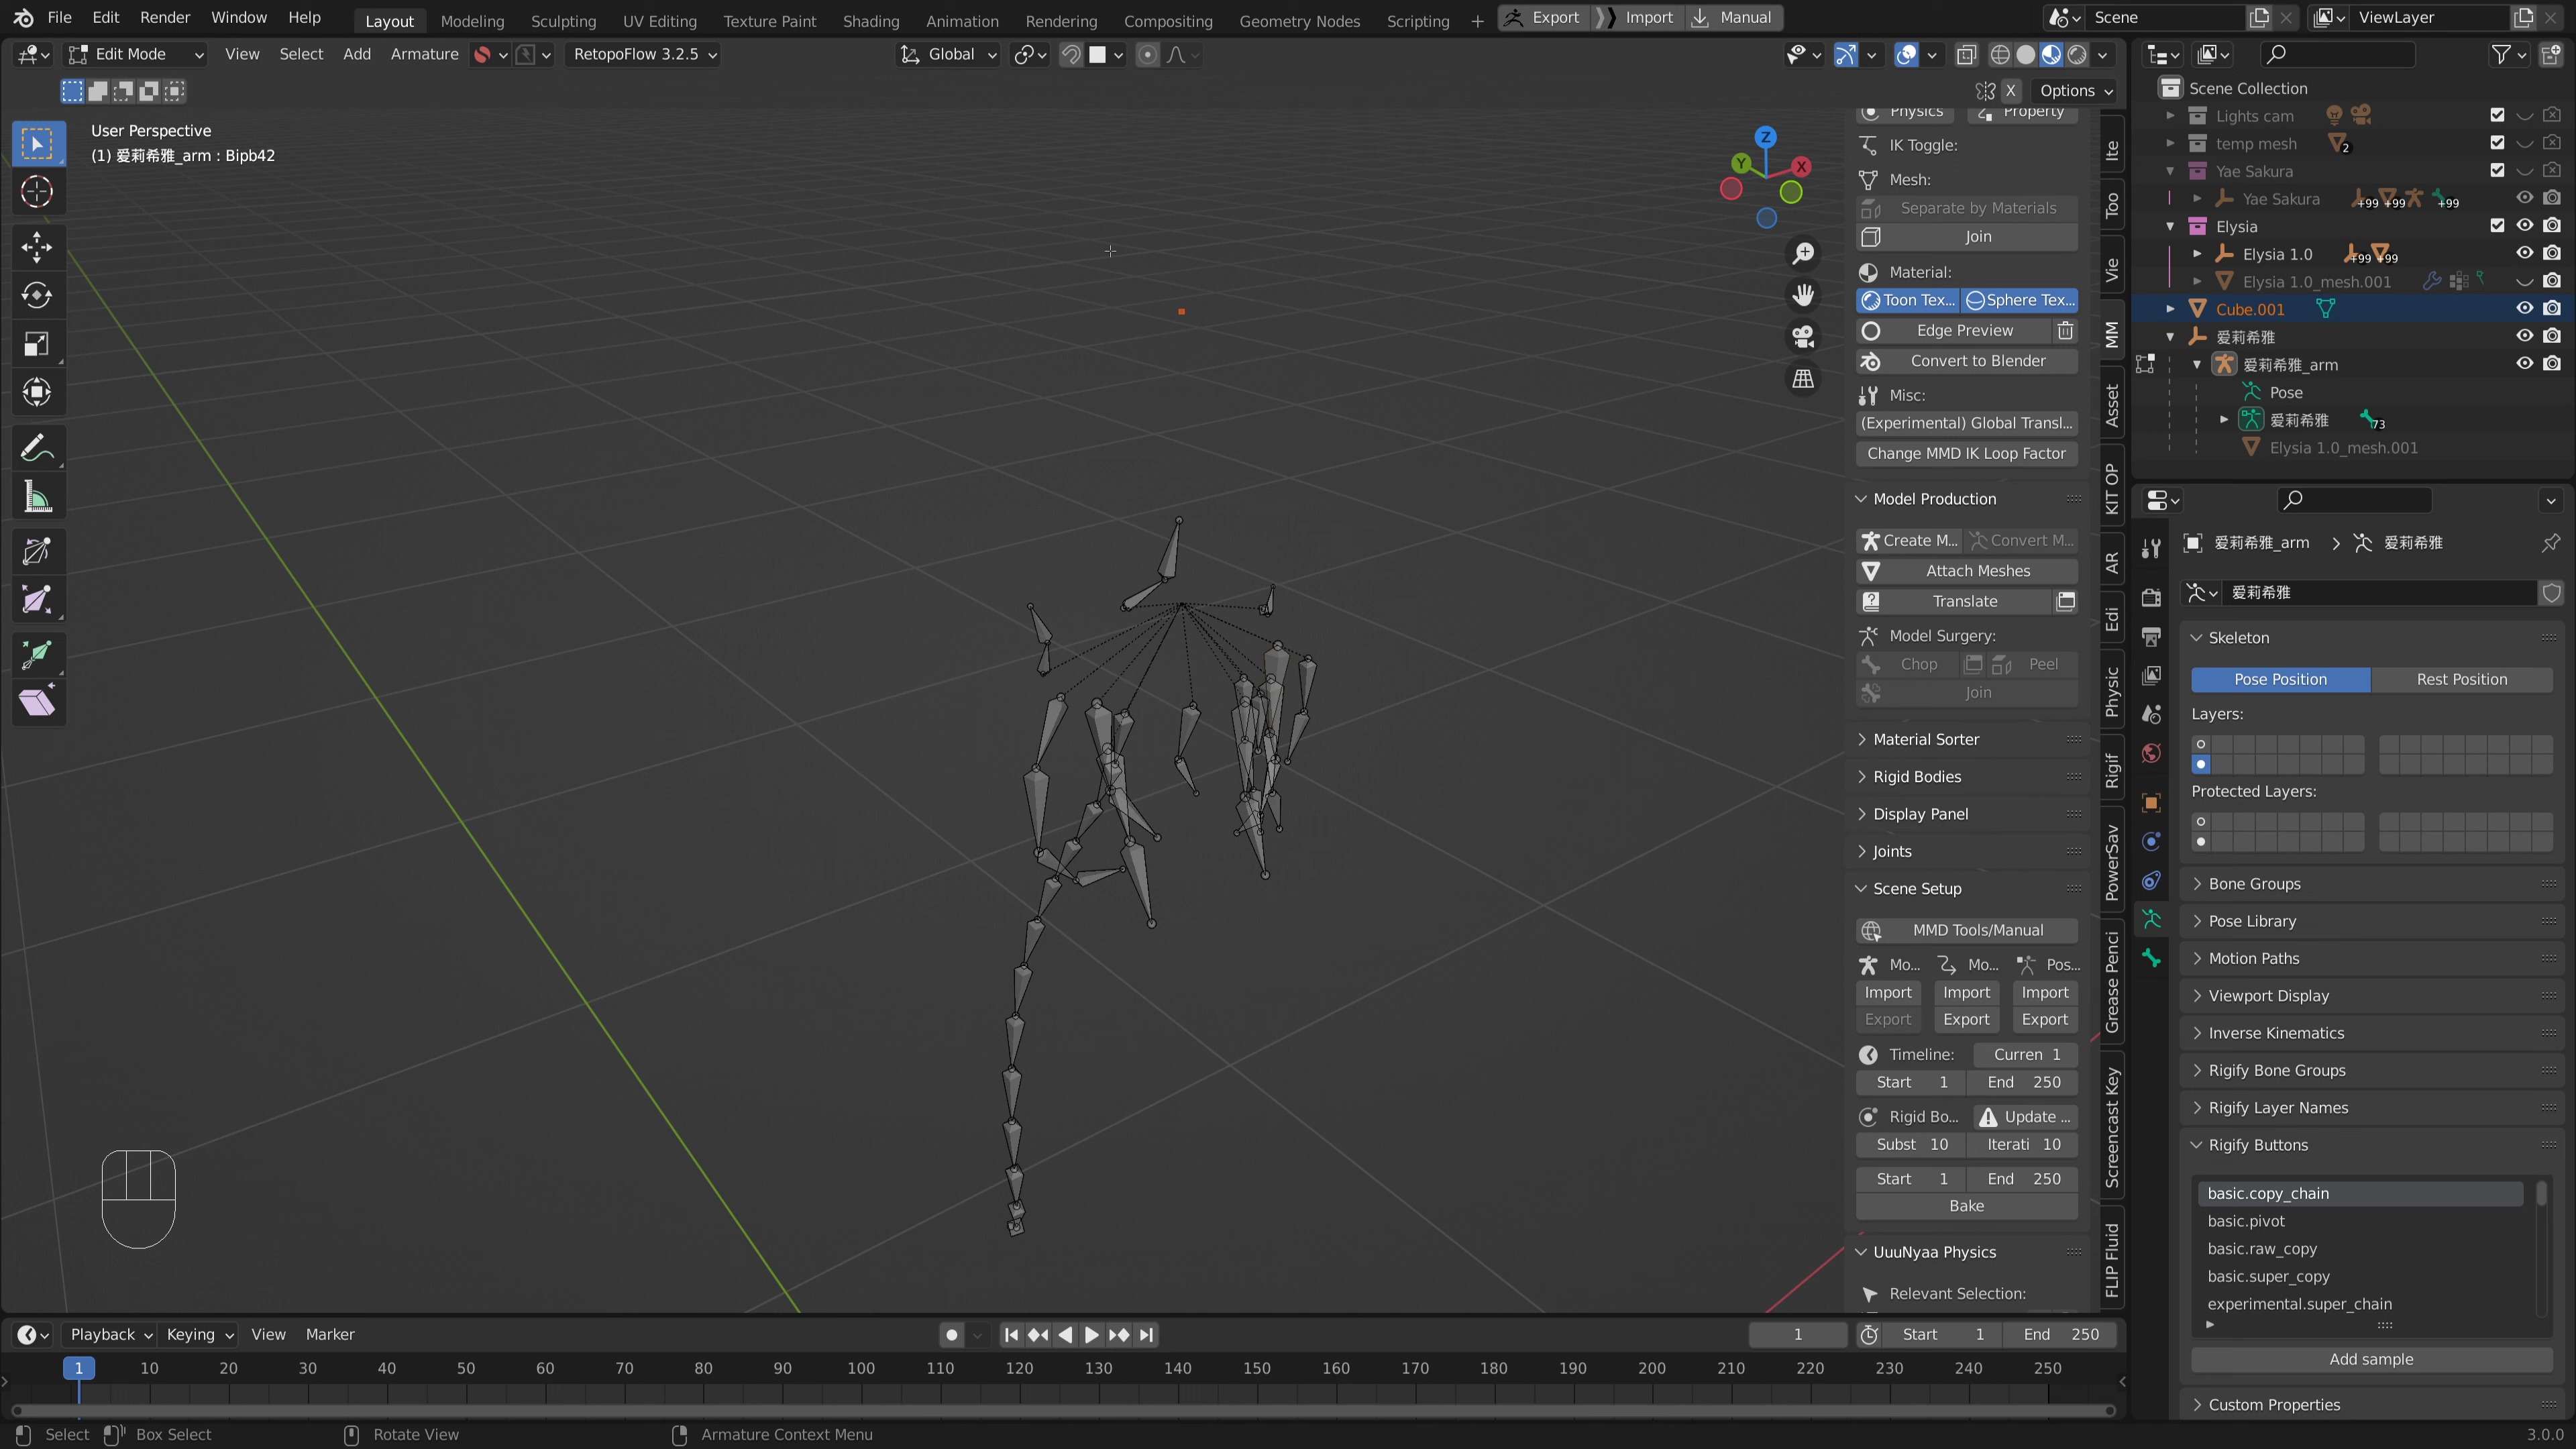 File Edit Render Window Help Layout Modeling Sculpting UV Editing Texture Paint Shading Animation Rendering Compositing Geometry Nodes Scripting + Export Import Manual Scene ViewLayer
Edit Mode View Select Add Armature RetopoFlow 3.2.5 Global
X Options
User Perspective
(1) 爱莉希雅_arm : Bipb42
Z
Y
X
Physics Property
IK Toggle:
Mesh:
Separate by Materials
Join
Material:
Toon Tex... Sphere Tex...
Edge Preview
Convert to Blender
Misc:
(Experimental) Global Transl...
Change MMD IK Loop Factor
Model Production
Create M... Convert M...
Attach Meshes
Translate
Model Surgery:
Chop Peel
Join
Material Sorter
Rigid Bodies
Display Panel
Joints
Scene Setup
MMD Tools/Manual
Mo... Mo... Pos...
Import Import Import
Export Export Export
Timeline: Curren 1
Start 1 End 250
Rigid Bo... Update ...
Subst 10 Iterati 10
Start 1 End 250
Bake
UuuNyaa Physics
Relevant Selection:
Ite
Too
Vie
MM
Asset
KIT OP
AR
Edi
Physic
Rigif
PowerSav
Grease Penci
Screencast Key
FLIP Fluid
Scene Collection
Lights cam
temp mesh 2
Yae Sakura
Yae Sakura +99 +99 +99
Elysia
Elysia 1.0 +99 +99
Elysia 1.0_mesh.001
Cube.001
爱莉希雅
爱莉希雅_arm
Pose
爱莉希雅 73
Elysia 1.0_mesh.001
爱莉希雅_arm 爱莉希雅
爱莉希雅
Skeleton
Pose Position Rest Position
Layers:
Protected Layers:
Bone Groups
Pose Library
Motion Paths
Viewport Display
Inverse Kinematics
Rigify Bone Groups
Rigify Layer Names
Rigify Buttons
basic.copy_chain
basic.pivot
basic.raw_copy
basic.super_copy
experimental.super_chain
Add sample
Custom Properties
Playback Keying View Marker 1 Start 1 End 250
1 10 20 30 40 50 60 70 80 90 100 110 120 130 140 150 160 170 180 190 200 210 220 230 240 250
Select Box Select Rotate View Armature Context Menu 3.0.0